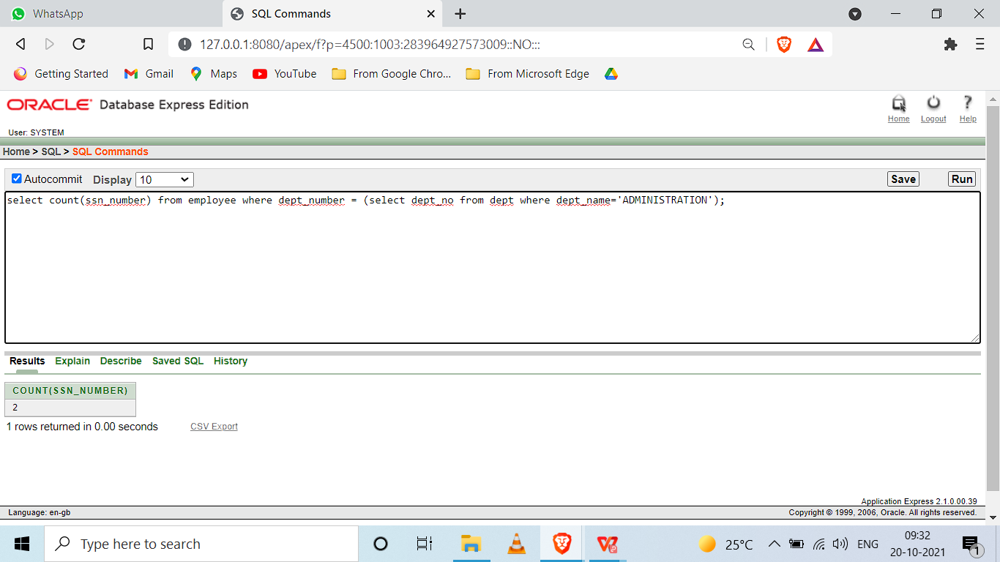 WhatsApp
SQL Commands
127.0.0.1:8080/apex/f?p=4500:1003:283964927573009::NO:::
Getting Started Gmail Maps YouTube From Google Chro... From Microsoft Edge
ORACLE Database Express Edition
Home Logout Help
User: SYSTEM
Home > SQL > SQL Commands
Autocommit Display 10 Save Run
select count(ssn_number) from employee where dept_number = (select dept_no from dept where dept_name='ADMINISTRATION');
Results Explain Describe Saved SQL History
COUNT(SSN_NUMBER)
2
1 rows returned in 0.00 seconds CSV Export
Application Express 2.1.0.00.39
Language: en-gb Copyright © 1999, 2006, Oracle. All rights reserved.
Type here to search 25°C ENG 09:32
20-10-2021 1